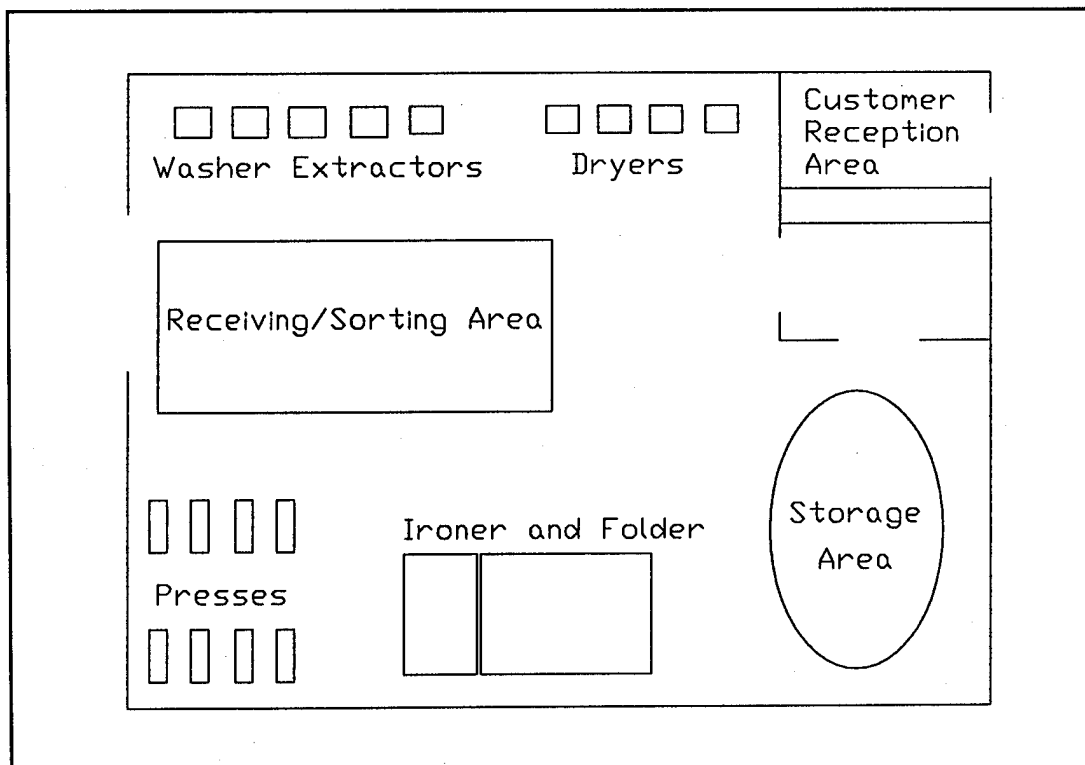 Customer
Reception
Area
Washer Extractors
Dryers
Receiving/Sorting Area
Storage
Area
Ironer and Folder
Presses